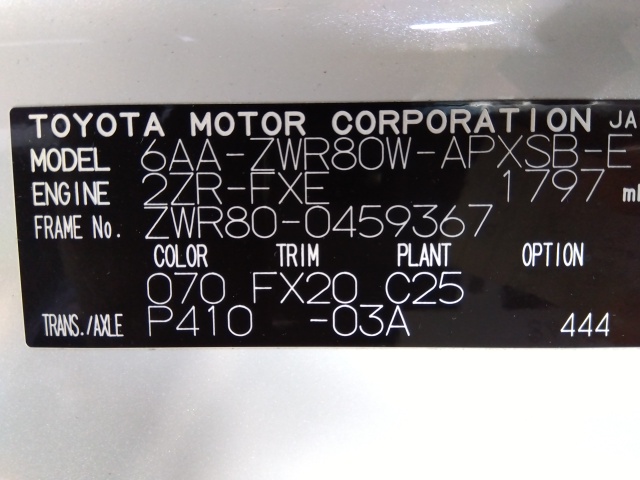 TOYOTA MOTOR CORPORATION JA
MODEL 6AA-ZWR80W-APXSB-E
ENGINE 2ZR-FXE 1797 m
FRAME No. ZWR80-0459367
COLOR TRIM PLANT OPTION
070 FX20 C25
TRANS./AXLE P410 -03A 444